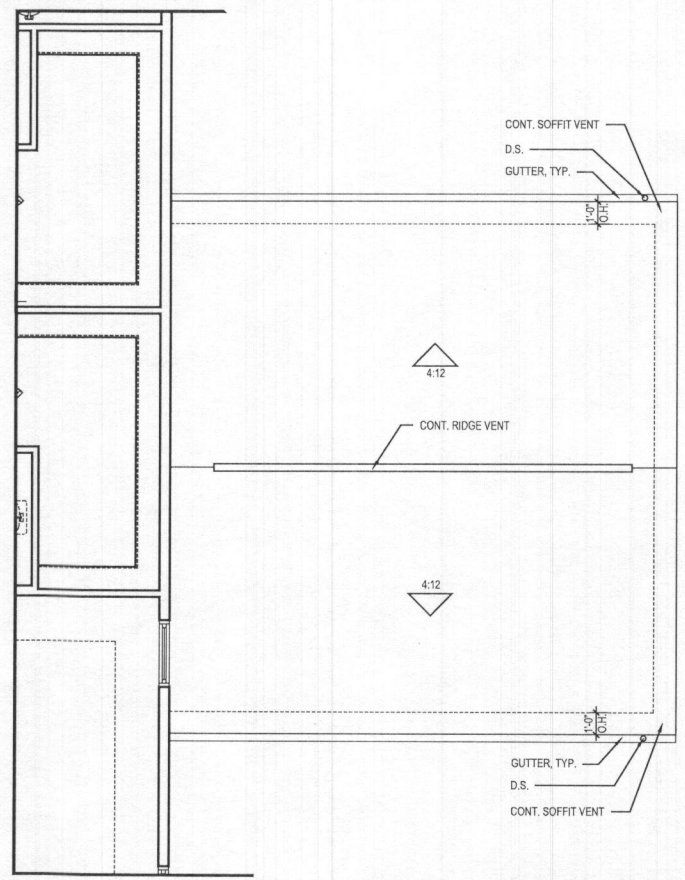 CONT. SOFFIT VENT
D.S.
GUTTER, TYP.
1'-0"
O.H.
4:12
CONT. RIDGE VENT
4:12
1'-0"
O.H.
GUTTER, TYP.
D.S.
CONT. SOFFIT VENT